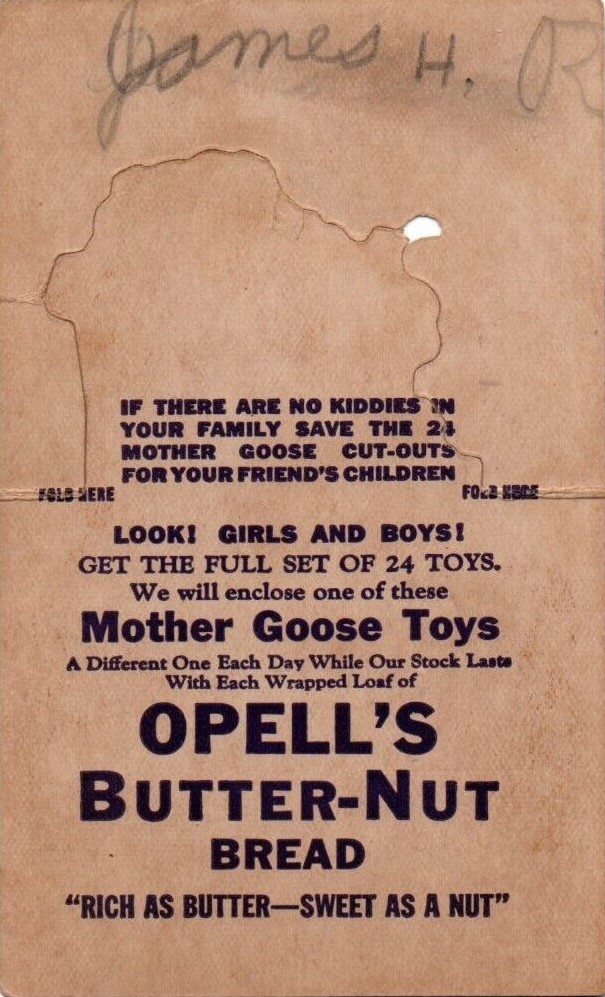 James H. R
IF THERE ARE NO KIDDIES IN
YOUR FAMILY SAVE THE 24
MOTHER GOOSE CUT-OUTS
FOR YOUR FRIEND'S CHILDREN
FOLD HERE FOLD HERE
LOOK! GIRLS AND BOYS!
GET THE FULL SET OF 24 TOYS.
We will enclose one of these
Mother Goose Toys
A Different One Each Day While Our Stock Lasts
With Each Wrapped Loaf of
OPELL'S
BUTTER-NUT
BREAD
"RICH AS BUTTER—SWEET AS A NUT"